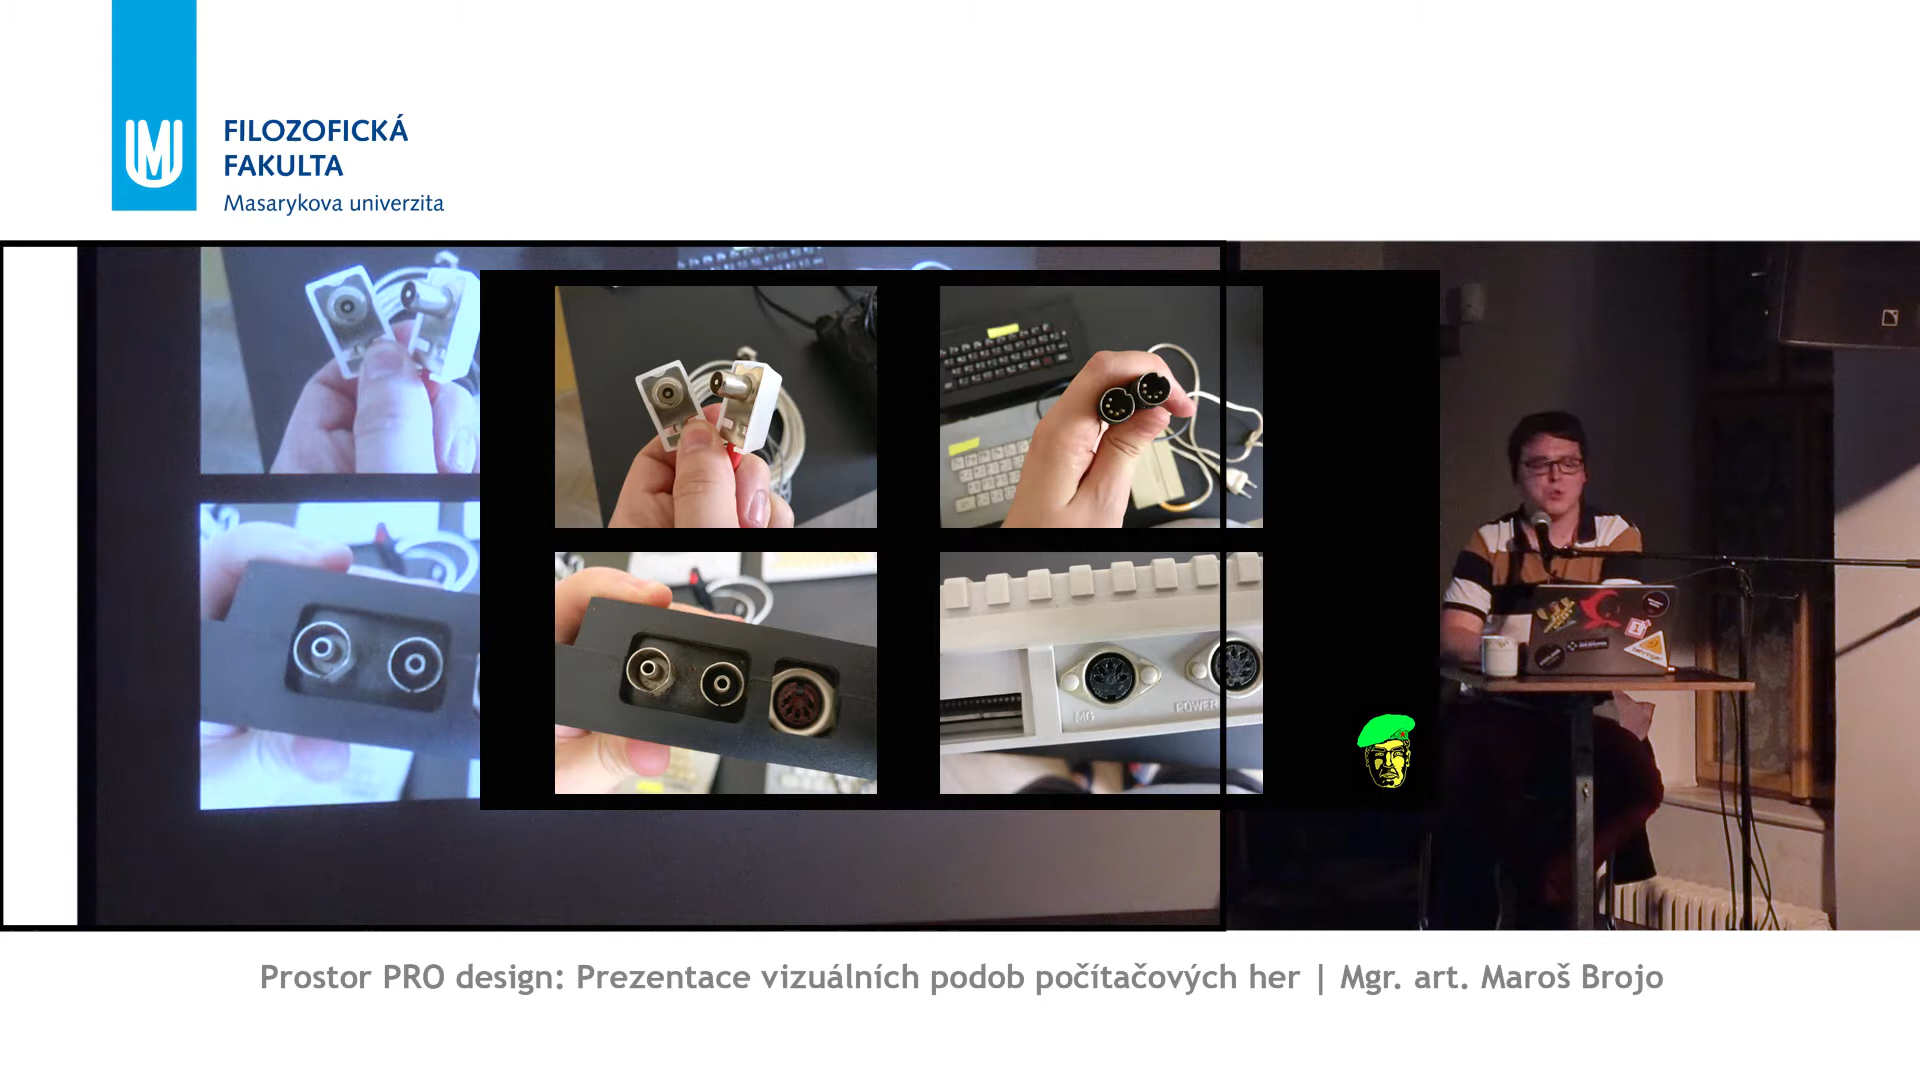 FILOZOFICKÁ
FAKULTA
Masarykova univerzita
MG
POWER
Prostor PRO design: Prezentace vizuálních podob počítačových her | Mgr. art. Maroš Brojo